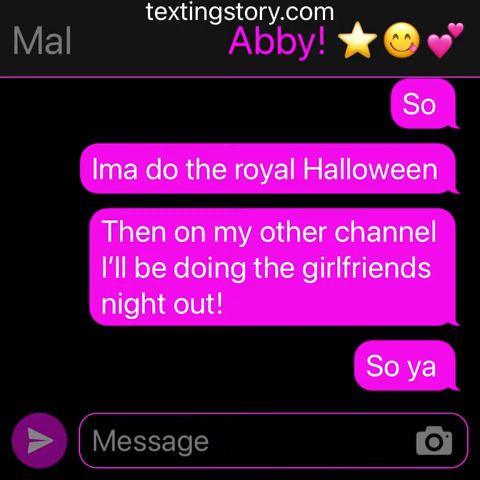 textingstory.com
Mal Abby! ⭐😋💕
So
Ima do the royal Halloween
Then on my other channel
I’ll be doing the girlfriends
night out!
So ya
Message